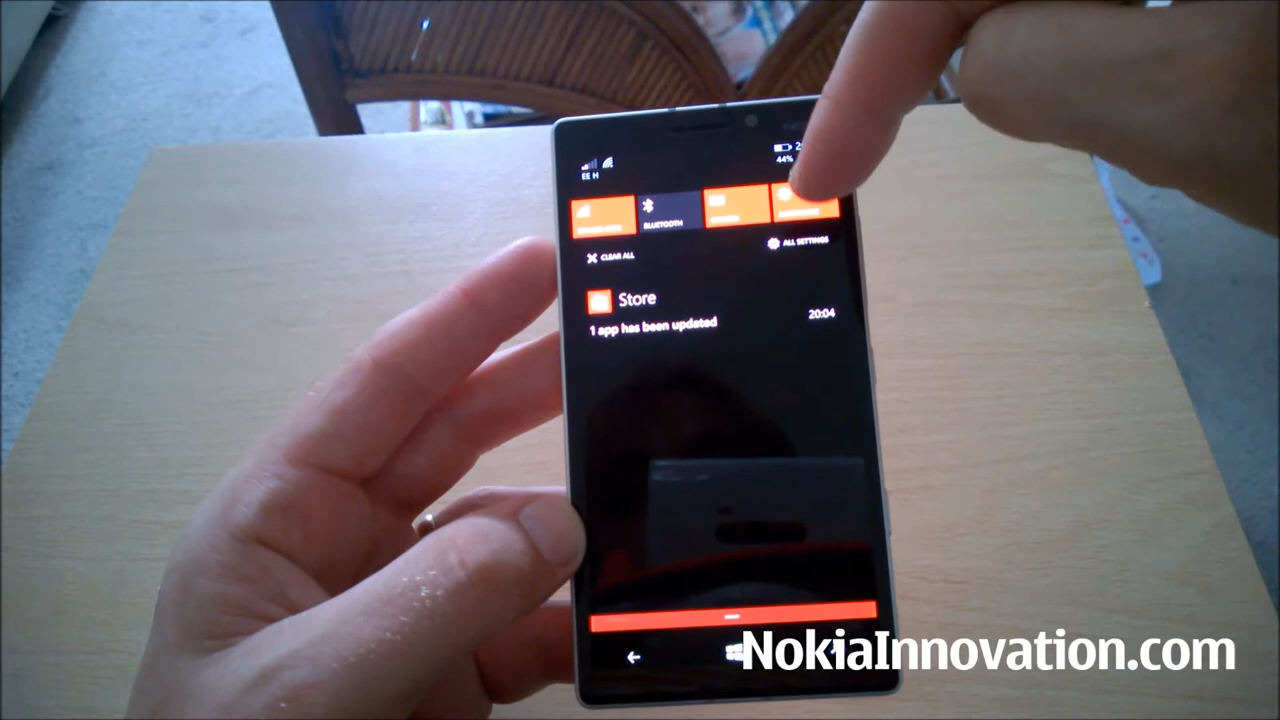 44%
EE H
BLUETOOTH
CLEAR ALL
ALL SETTINGS
Store
1 app has been updated
20:04
NokiaInnovation.com